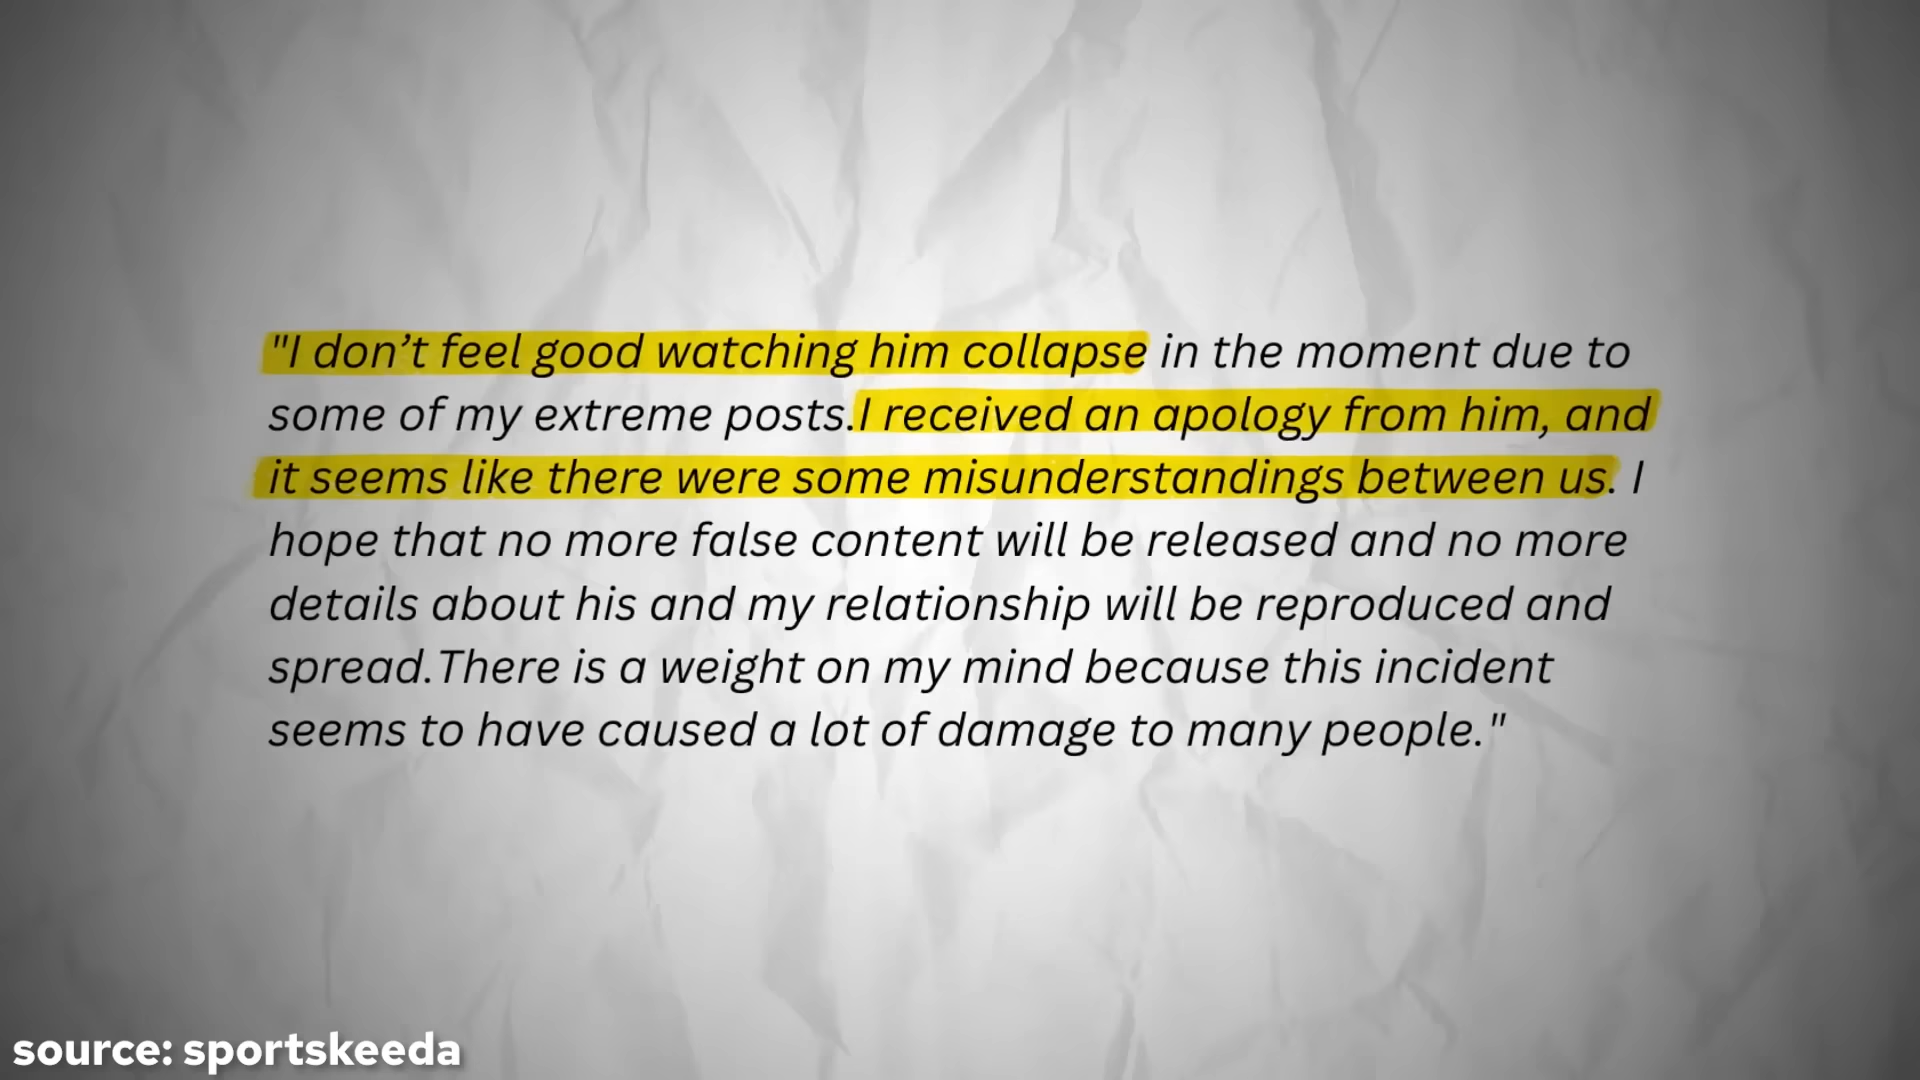 "I don’t feel good watching him collapse in the moment due to
some of my extreme posts.I received an apology from him, and
it seems like there were some misunderstandings between us. I
hope that no more false content will be released and no more
details about his and my relationship will be reproduced and
spread.There is a weight on my mind because this incident
seems to have caused a lot of damage to many people."
source: sportskeeda